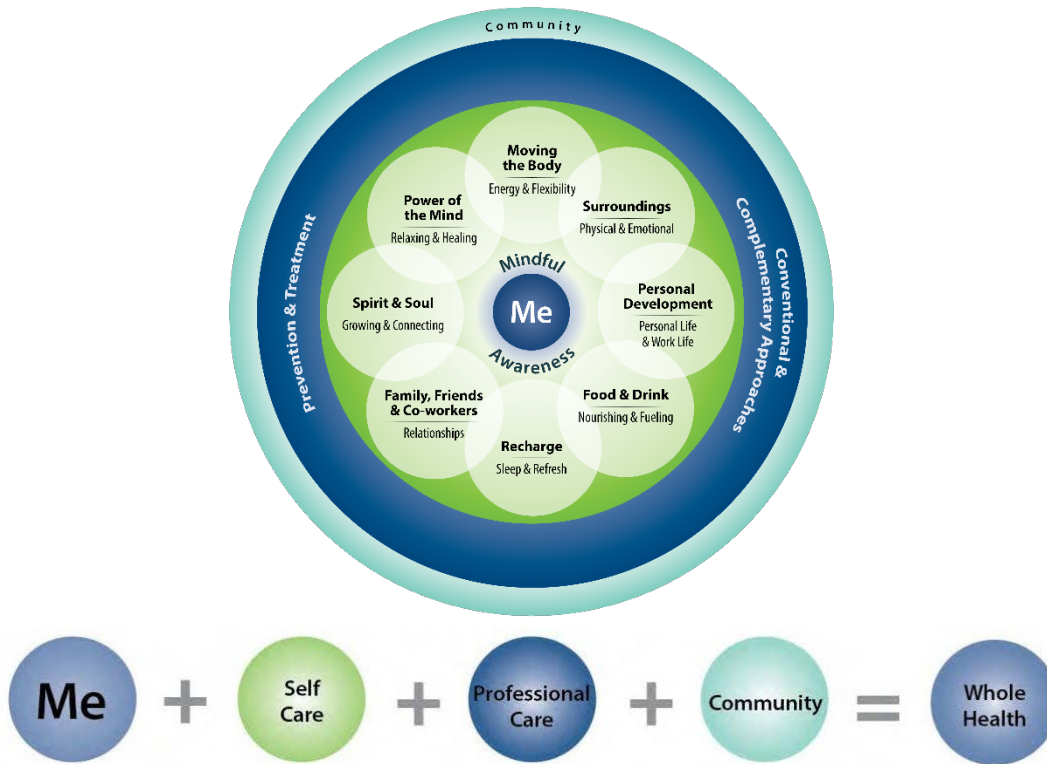 Community
Moving
the Body
Energy & Flexibility
Power of
the Mind
Relaxing & Healing
Surroundings
Physical & Emotional
Prevention & Treatment
Conventional &
Complementary Approaches
Mindful
Me
Awareness
Spirit & Soul
Growing & Connecting
Personal
Development
Personal Life
& Work Life
Family, Friends
& Co-workers
Relationships
Food & Drink
Nourishing & Fueling
Recharge
Sleep & Refresh
Me
+
Self
Care
+
Professional
Care
+
Community
=
Whole
Health